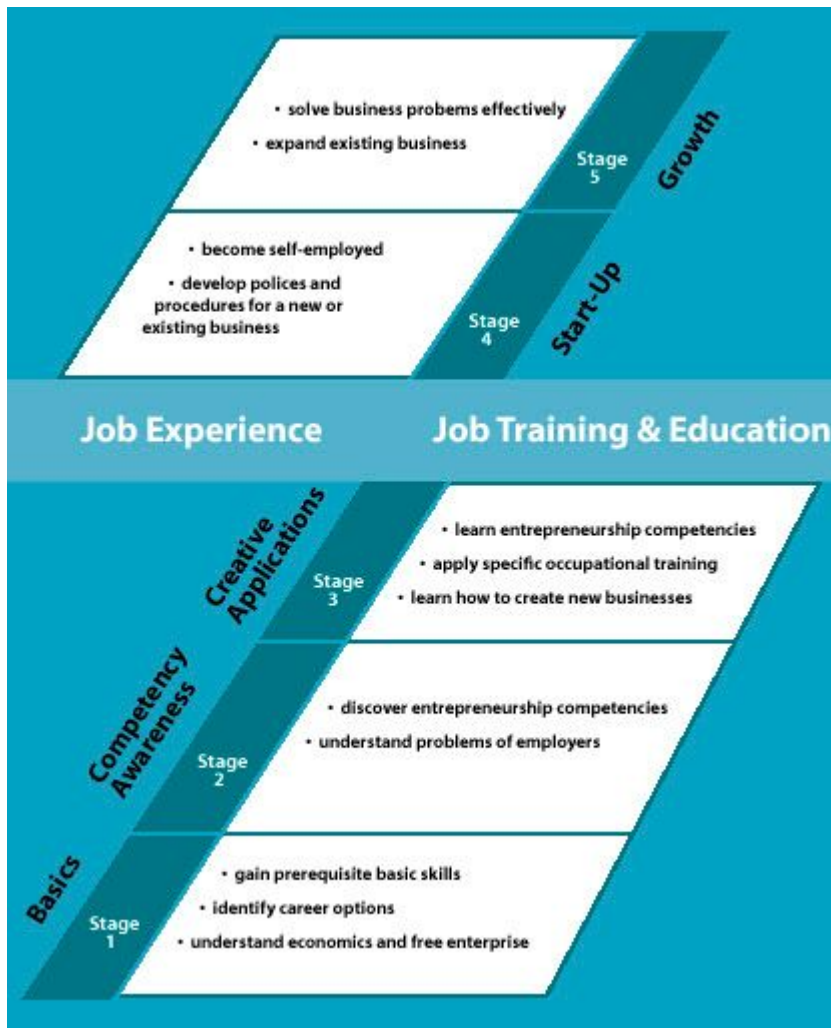 • solve business probems effectively
• expand existing business
Stage
5
Growth
• become self-employed
• develop polices and
procedures for a new or
existing business
Stage
4
Start-Up
Job Experience
Job Training & Education
Creative
Applications
Stage
3
• learn entrepreneurship competencies
• apply specific occupational training
• learn how to create new businesses
Competency
Awareness
Stage
2
• discover entrepreneurship competencies
• understand problems of employers
Basics
Stage
1
• gain prerequisite basic skills
• identify career options
• understand economics and free enterprise